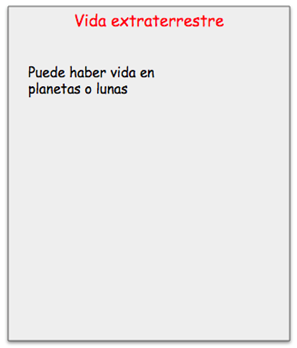 Vida extraterrestre
Puede haber vida en
planetas o lunas